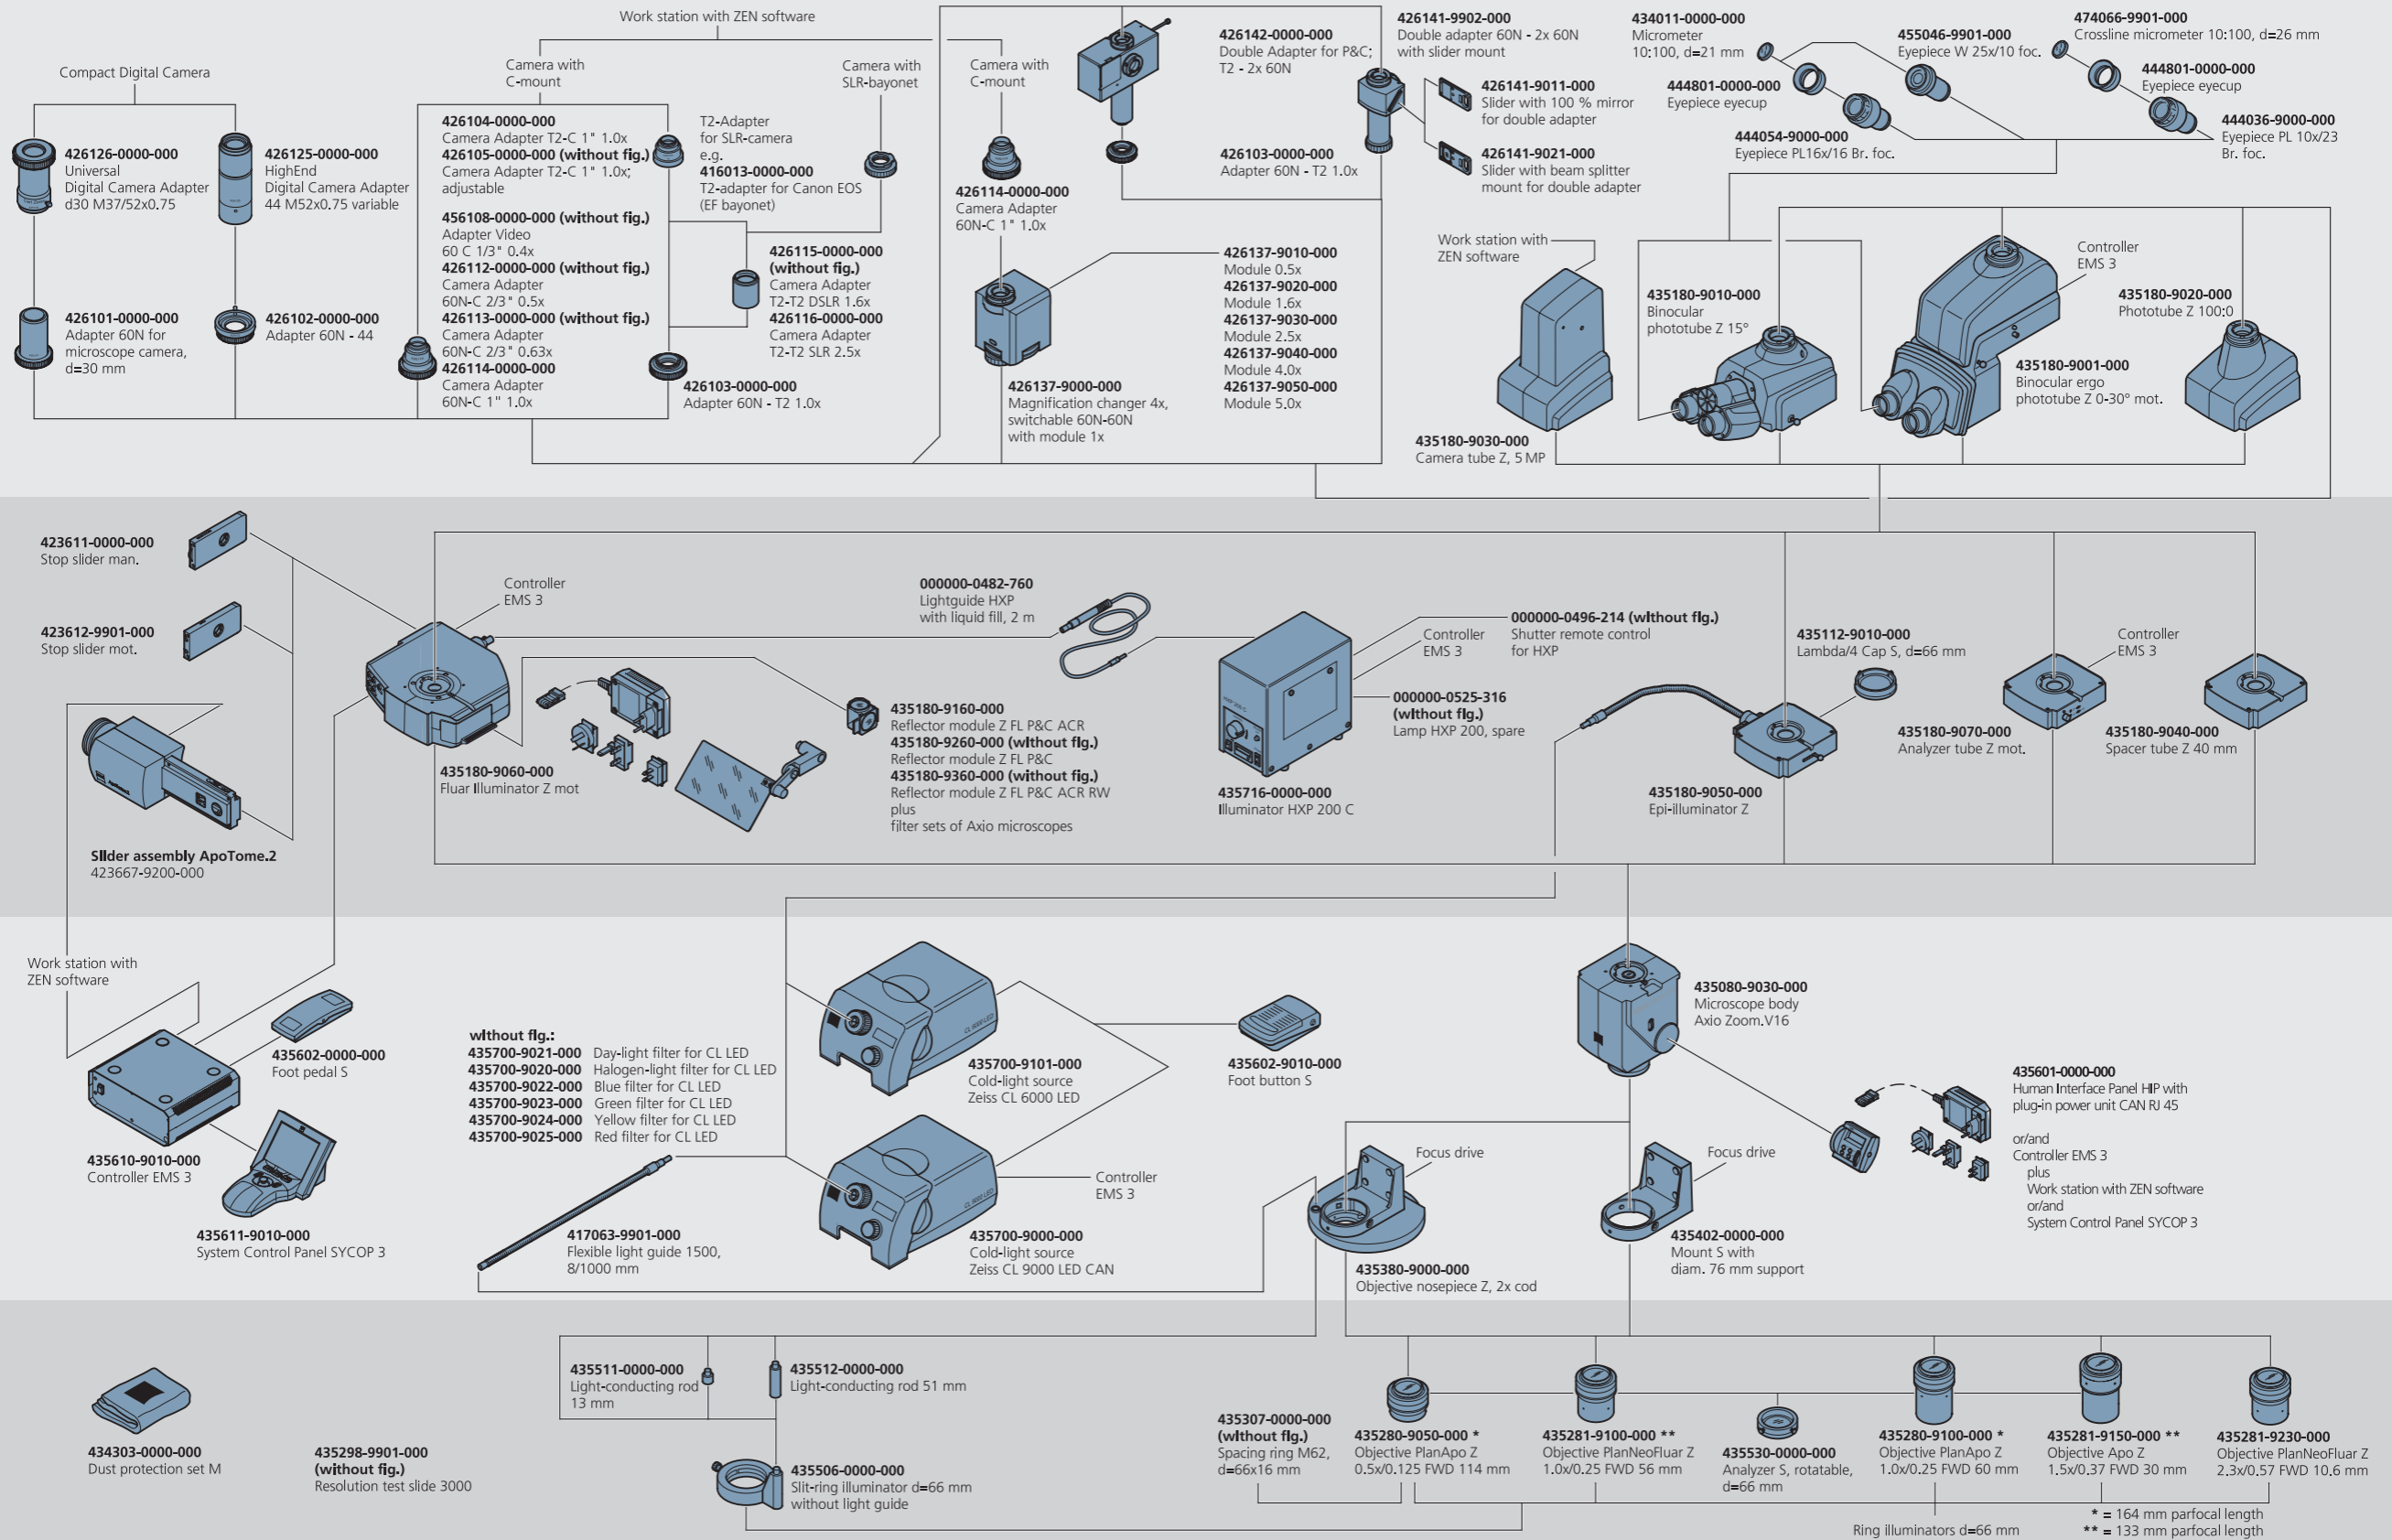 Work station with ZEN software
Compact Digital Camera
Camera with
C-mount
Camera with
SLR-bayonet
Camera with
C-mount
426126-0000-000
Universal
Digital Camera Adapter
d30 M37/52x0.75
426125-0000-000
HighEnd
Digital Camera Adapter
44 M52x0.75 variable
426101-0000-000
Adapter 60N for
microscope camera,
d=30 mm
426102-0000-000
Adapter 60N - 44
426104-0000-000
Camera Adapter T2-C 1" 1.0x
426105-0000-000 (without fig.)
Camera Adapter T2-C 1" 1.0x;
adjustable
456108-0000-000 (without fig.)
Adapter Video
60 C 1/3" 0.4x
426112-0000-000 (without fig.)
Camera Adapter
60N-C 2/3" 0.5x
426113-0000-000 (without fig.)
Camera Adapter
60N-C 2/3" 0.63x
426114-0000-000
Camera Adapter
60N-C 1" 1.0x
T2-Adapter
for SLR-camera
e.g.
416013-0000-000
T2-adapter for Canon EOS
(EF bayonet)
426115-0000-000
(without fig.)
Camera Adapter
T2-T2 DSLR 1.6x
426116-0000-000
Camera Adapter
T2-T2 SLR 2.5x
426103-0000-000
Adapter 60N - T2 1.0x
426114-0000-000
Camera Adapter
60N-C 1" 1.0x
426137-9000-000
Magnification changer 4x,
switchable 60N-60N
with module 1x
426142-0000-000
Double Adapter for P&C;
T2 - 2x 60N
426103-0000-000
Adapter 60N - T2 1.0x
426137-9010-000
Module 0.5x
426137-9020-000
Module 1.6x
426137-9030-000
Module 2.5x
426137-9040-000
Module 4.0x
426137-9050-000
Module 5.0x
426141-9902-000
Double adapter 60N - 2x 60N
with slider mount
426141-9011-000
Slider with 100 % mirror
for double adapter
426141-9021-000
Slider with beam splitter
mount for double adapter
434011-0000-000
Micrometer
10:100, d=21 mm
444801-0000-000
Eyepiece eyecup
444054-9000-000
Eyepiece PL16x/16 Br. foc.
455046-9901-000
Eyepiece W 25x/10 foc.
474066-9901-000
Crossline micrometer 10:100, d=26 mm
444801-0000-000
Eyepiece eyecup
444036-9000-000
Eyepiece PL 10x/23
Br. foc.
Work station with
ZEN software
435180-9030-000
Camera tube Z, 5 MP
435180-9010-000
Binocular
phototube Z 15°
Controller
EMS 3
435180-9020-000
Phototube Z 100:0
435180-9001-000
Binocular ergo
phototube Z 0-30° mot.
423611-0000-000
Stop slider man.
423612-9901-000
Stop slider mot.
Slider assembly ApoTome.2
423667-9200-000
Controller
EMS 3
435180-9060-000
Fluar Illuminator Z mot
000000-0482-760
Lightguide HXP
with liquid fill, 2 m
435180-9160-000
Reflector module Z FL P&C ACR
435180-9260-000 (without fig.)
Reflector module Z FL P&C
435180-9360-000 (without fig.)
Reflector module Z FL P&C ACR RW
plus
filter sets of Axio microscopes
HXP 200 C
435716-0000-000
Illuminator HXP 200 C
000000-0496-214 (without fig.)
Shutter remote control
for HXP
Controller
EMS 3
000000-0525-316
(without fig.)
Lamp HXP 200, spare
435112-9010-000
Lambda/4 Cap S, d=66 mm
435180-9050-000
Epi-illuminator Z
Controller
EMS 3
435180-9070-000
Analyzer tube Z mot.
435180-9040-000
Spacer tube Z 40 mm
Work station with
ZEN software
435602-0000-000
Foot pedal S
435610-9010-000
Controller EMS 3
435611-9010-000
System Control Panel SYCOP 3
without fig.:
435700-9021-000 Day-light filter for CL LED
435700-9020-000 Halogen-light filter for CL LED
435700-9022-000 Blue filter for CL LED
435700-9023-000 Green filter for CL LED
435700-9024-000 Yellow filter for CL LED
435700-9025-000 Red filter for CL LED
417063-9901-000
Flexible light guide 1500,
8/1000 mm
CL 6000 LED
435700-9101-000
Cold-light source
Zeiss CL 6000 LED
Controller
EMS 3
435700-9000-000
Cold-light source
Zeiss CL 9000 LED CAN
435602-9010-000
Foot button S
435080-9030-000
Microscope body
Axio Zoom.V16
435601-0000-000
Human Interface Panel HIP with
plug-in power unit CAN RJ 45
or/and
Controller EMS 3
plus
Work station with ZEN software
or/and
System Control Panel SYCOP 3
Focus drive
435380-9000-000
Objective nosepiece Z, 2x cod
Focus drive
435402-0000-000
Mount S with
diam. 76 mm support
434303-0000-000
Dust protection set M
435298-9901-000
(without fig.)
Resolution test slide 3000
435511-0000-000
Light-conducting rod
13 mm
435512-0000-000
Light-conducting rod 51 mm
435506-0000-000
Slit-ring illuminator d=66 mm
without light guide
435307-0000-000
(without fig.)
Spacing ring M62,
d=66x16 mm
435280-9050-000 *
Objective PlanApo Z
0.5x/0.125 FWD 114 mm
435281-9100-000 **
Objective PlanNeoFluar Z
1.0x/0.25 FWD 56 mm
435530-0000-000
Analyzer S, rotatable,
d=66 mm
435280-9100-000 *
Objective PlanApo Z
1.0x/0.25 FWD 60 mm
435281-9150-000 **
Objective Apo Z
1.5x/0.37 FWD 30 mm
435281-9230-000
Objective PlanNeoFluar Z
2.3x/0.57 FWD 10.6 mm
Ring illuminators d=66 mm
* = 164 mm parfocal length
** = 133 mm parfocal length